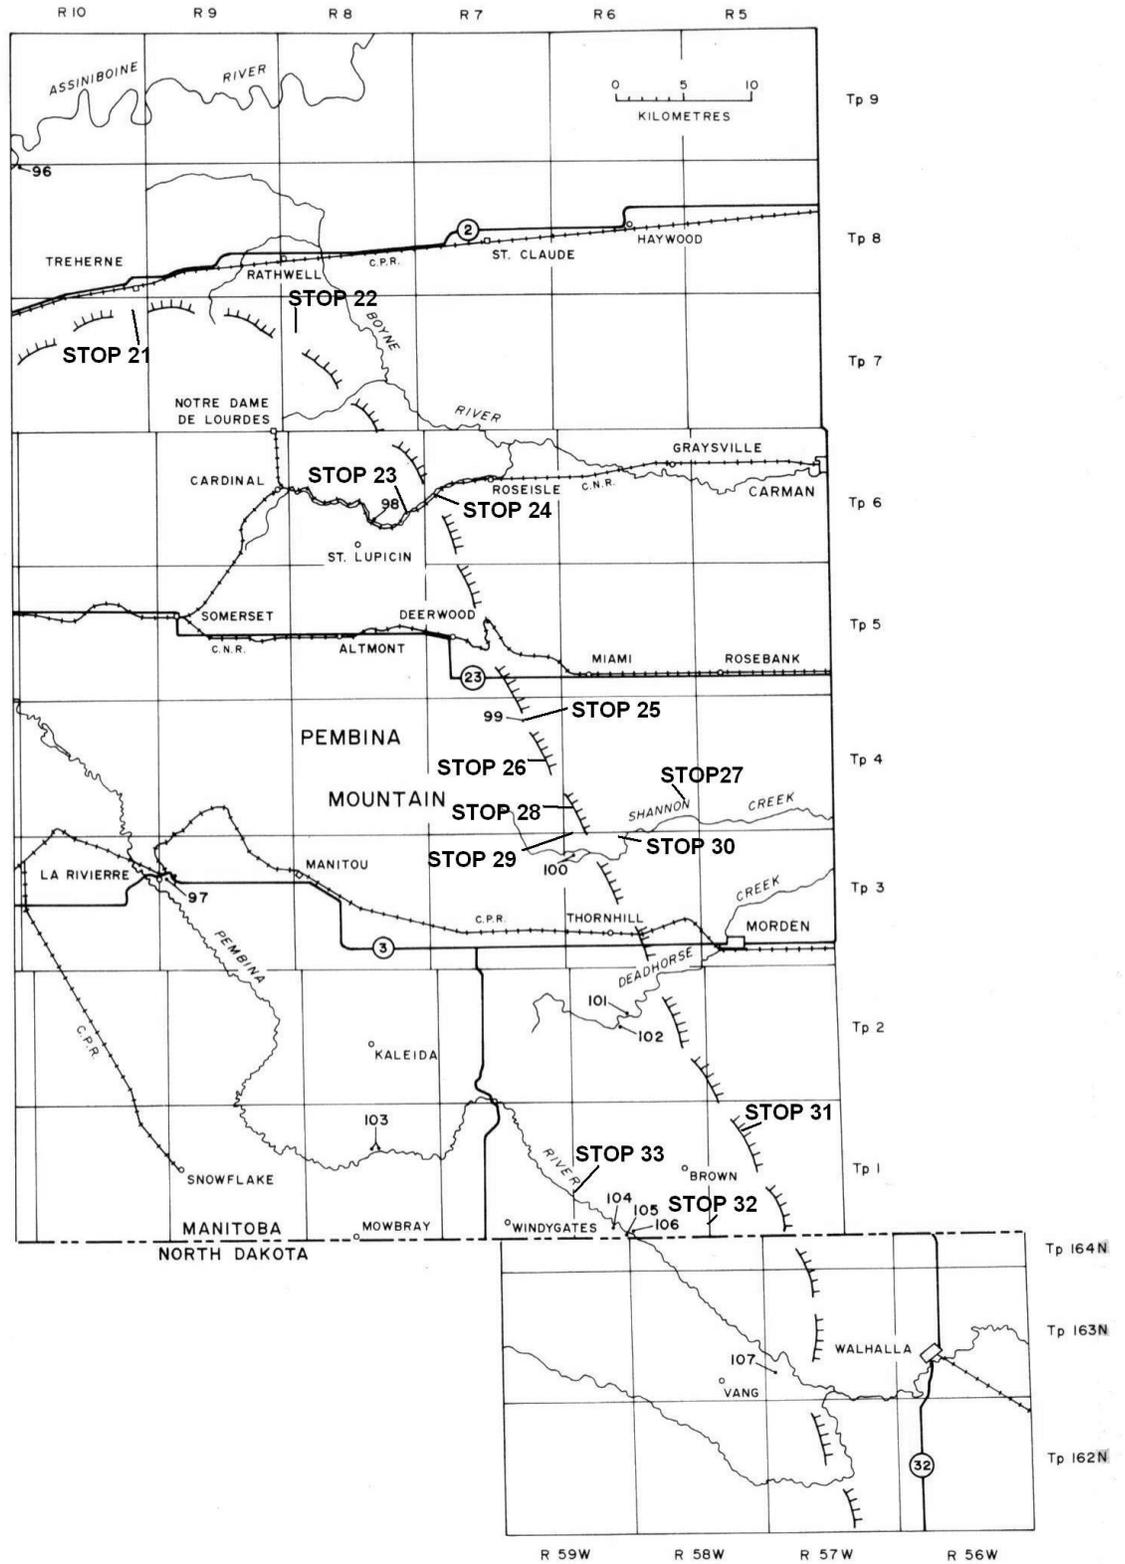 R 10 R 9 R 8 R 7 R 6 R 5
ASSINIBOINE RIVER
0 5 10
KILOMETRES
Tp 9
96
2
HAYWOOD
Tp 8
TREHERNE
ST. CLAUDE
C.P.R.
RATHWELL
STOP 22
BOYNE
STOP 21
Tp 7
NOTRE DAME
DE LOURDES
RIVER
GRAYSVILLE
CARDINAL
STOP 23
ROSEISLE
C.N.R.
CARMAN
98
STOP 24
Tp 6
ST. LUPICIN
SOMERSET
DEERWOOD
Tp 5
C.N.R.
ALTMONT
MIAMI
ROSEBANK
23
99
STOP 25
PEMBINA
STOP 26
Tp 4
STOP27
MOUNTAIN
STOP 28
SHANNON CREEK
STOP 29
STOP 30
MANITOU
100
LA RIVIERRE
97
CREEK
Tp 3
C.P.R.
THORNHILL
MORDEN
3
PEMBINA
DEADHORSE
101
C.P.R.
102
Tp 2
KALEIDA
103
STOP 31
RIVER
STOP 33
BROWN
Tp 1
SNOWFLAKE
104
STOP 32
105
MANITOBA
MOWBRAY
WINDYGATES
106
NORTH DAKOTA
Tp 164N
Tp 163N
WALHALLA
107
VANG
Tp 162N
32
R 59W R 58W R 57W R 56W